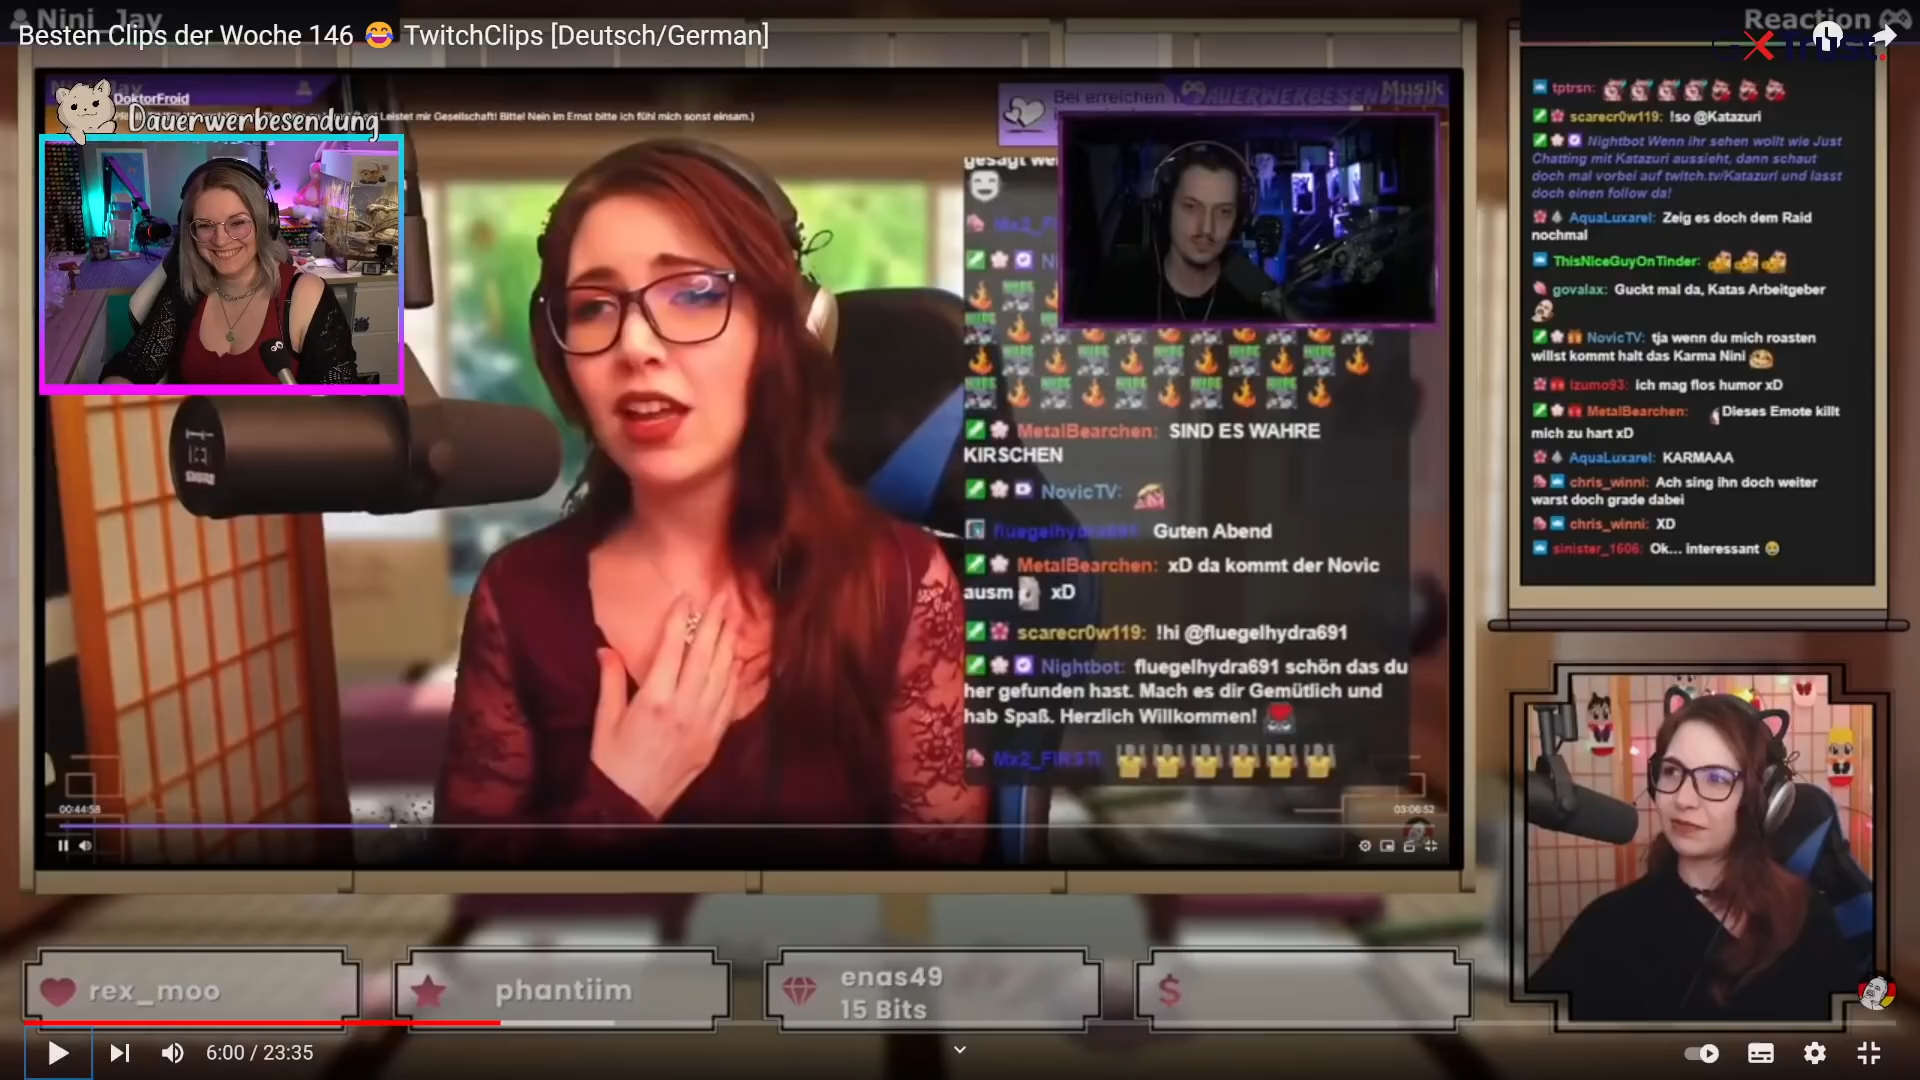 Nini_Jay
Besten Clips der Woche 146 😂 TwitchClips [Deutsch/German]
Reaction
DoktorFroid
Dauerwerbesendung
Leistet mir Gesellschaft! Bitte! Nein im Ernst bitte ich fühl mich sonst einsam.)
Bei erreichen
Musik
DAUERWERBESENDUNG
gesagt
MetalBearchen: SIND ES WAHRE
KIRSCHEN
NovicTV:
fluegelhydra691: Guten Abend
MetalBearchen: xD da kommt der Novic
ausm xD
scarecr0w119: !hi @fluegelhydra691
Nightbot: fluegelhydra691 schön das du
her gefunden hast. Mach es dir Gemütlich und
hab Spaß. Herzlich Willkommen!
Mx2_FIRSTI
00:44:58
03:06:52
tptrsn:
scarecr0w119: !so @Katazuri
Nightbot Wenn ihr sehen wollt wie Just
Chatting mit Katazuri aussieht, dann schaut
doch mal vorbei auf twitch.tv/Katazuri und lasst
doch einen follow da!
AquaLuxarel: Zeig es doch dem Raid
nochmal
ThisNiceGuyOnTinder:
govalax: Guckt mal da, Katas Arbeitgeber
NovicTV: tja wenn du mich roasten
willst kommt halt das Karma Nini
Izumo93: ich mag flos humor xD
MetalBearchen: Dieses Emote killt
mich zu hart xD
AquaLuxarel: KARMAAA
chris_winni: Ach sing ihn doch weiter
warst doch grade dabei
chris_winni: XD
sinister_1606: Ok... interessant
rex_moo
phantiim
enas49
15 Bits
$
6:00 / 23:35